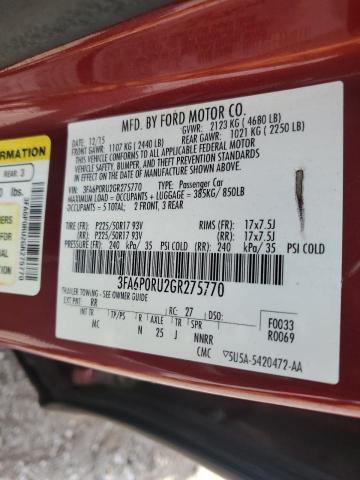 MFD. BY FORD MOTOR CO.
DATE: 12/15 GVWR: 2123 KG ( 4680 LB)
FRONT GAWR: 1107 KG ( 2440 LB) REAR GAWR: 1021 KG ( 2250 LB)
THIS VEHICLE CONFORMS TO ALL APPLICABLE FEDERAL MOTOR VEHICLE
SAFETY, BUMPER, AND THEFT PREVENTION STANDARDS IN EFFECT ON
THE DATE OF MANUFACTURE SHOWN ABOVE.
VEHICLE IDENTIFICATION NO:
VIN: 3FA6P0RU2GR275770 TYPE: Passenger Car
MAXIMUM LOAD = OCCUPANTS + LUGGAGE = 385KG / 850LB
OCCUPANTS = 5 TOTAL: 2 FRONT, 3 REAR
TIRE (FR): P225/50R17 93V RIMS (FR): 17x7.5J
(RR): P225/50R17 93V (RR): 17x7.5J
PRESSURE (FR): 240 kPa/ 35 PSI COLD (RR): 240 kPa/ 35 PSI COLD
3FA6P0RU2GR275770
TRAILER TOWING - SEE OWNER GUIDE
EXT PNT: RR RC: 27 DSO: F0033
INT TR TP/PS R AXLE TR SPR R0069
MC N 25 J NNRR
CMC 5U5A-5420472-AA
FORMATION
REAR: 3
lbs.
3FA6P0RU2GR275770